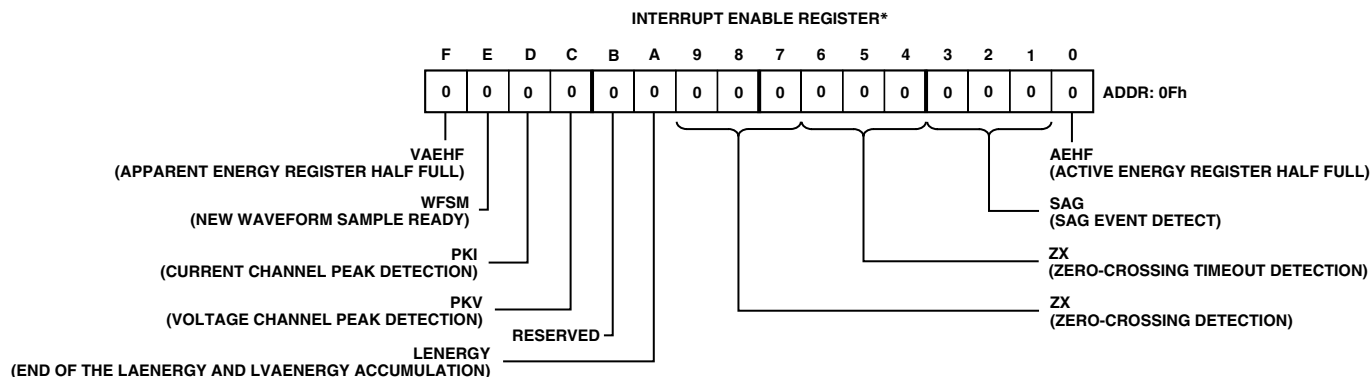 INTERRUPT ENABLE REGISTER*
F E D C B A 9 8 7 6 5 4 3 2 1 0
0 0 0 0 0 0 0 0 0 0 0 0 0 0 0 0 ADDR: 0Fh
VAEHF
(APPARENT ENERGY REGISTER HALF FULL)
AEHF
(ACTIVE ENERGY REGISTER HALF FULL)
WFSM
(NEW WAVEFORM SAMPLE READY)
SAG
(SAG EVENT DETECT)
PKI
(CURRENT CHANNEL PEAK DETECTION)
ZX
(ZERO-CROSSING TIMEOUT DETECTION)
PKV
(VOLTAGE CHANNEL PEAK DETECTION)
ZX
(ZERO-CROSSING DETECTION)
RESERVED
LENERGY
(END OF THE LAENERGY AND LVAENERGY ACCUMULATION)